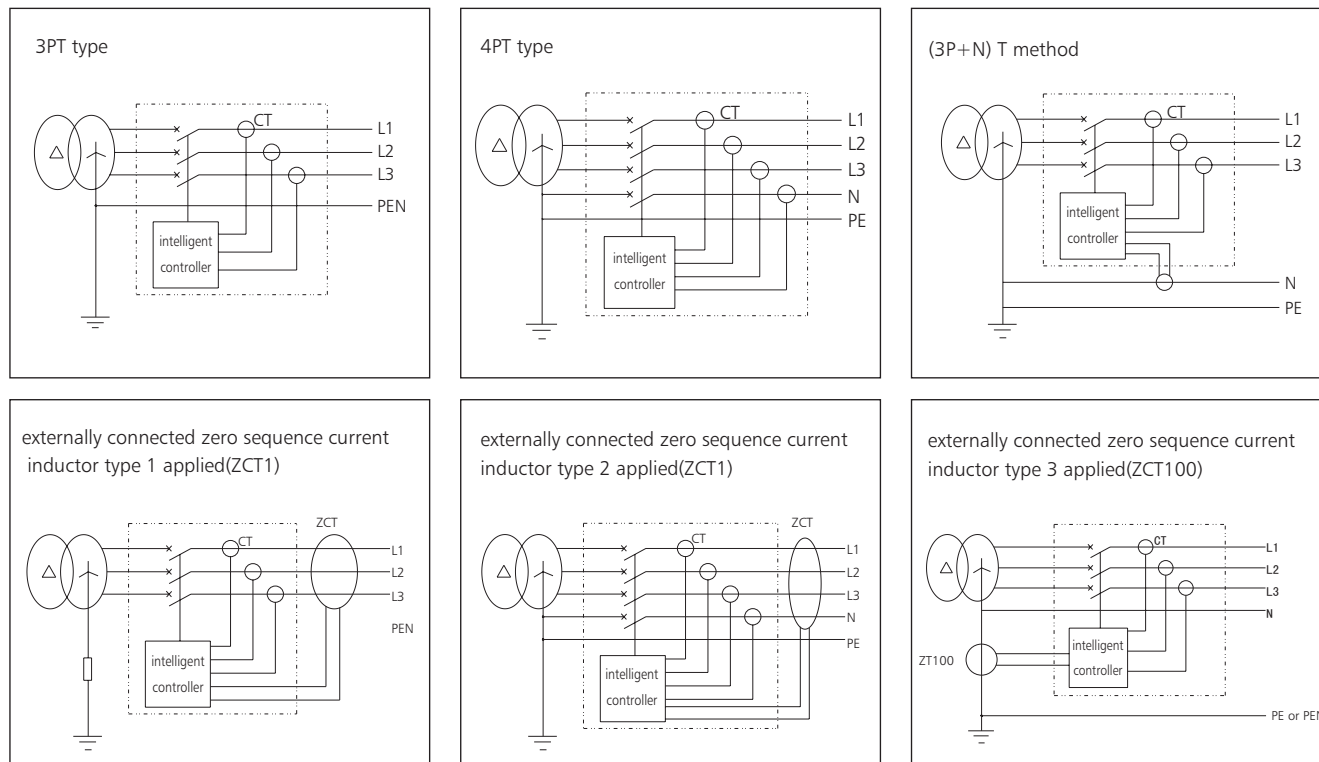 3PT type
CT
L1
L2
L3
PEN
intelligent
controller
4PT type
CT
L1
L2
L3
N
PE
intelligent
controller
(3P+N) T method
CT
L1
L2
L3
intelligent
controller
N
PE
externally connected zero sequence current
inductor type 1 applied(ZCT1)
ZCT
CT
L1
L2
L3
PEN
intelligent
controller
externally connected zero sequence current
inductor type 2 applied(ZCT1)
ZCT
CT
L1
L2
L3
N
PE
intelligent
controller
externally connected zero sequence current
inductor type 3 applied(ZCT100)
CT
L1
L2
L3
N
intelligent
controller
ZT100
PE or PEN